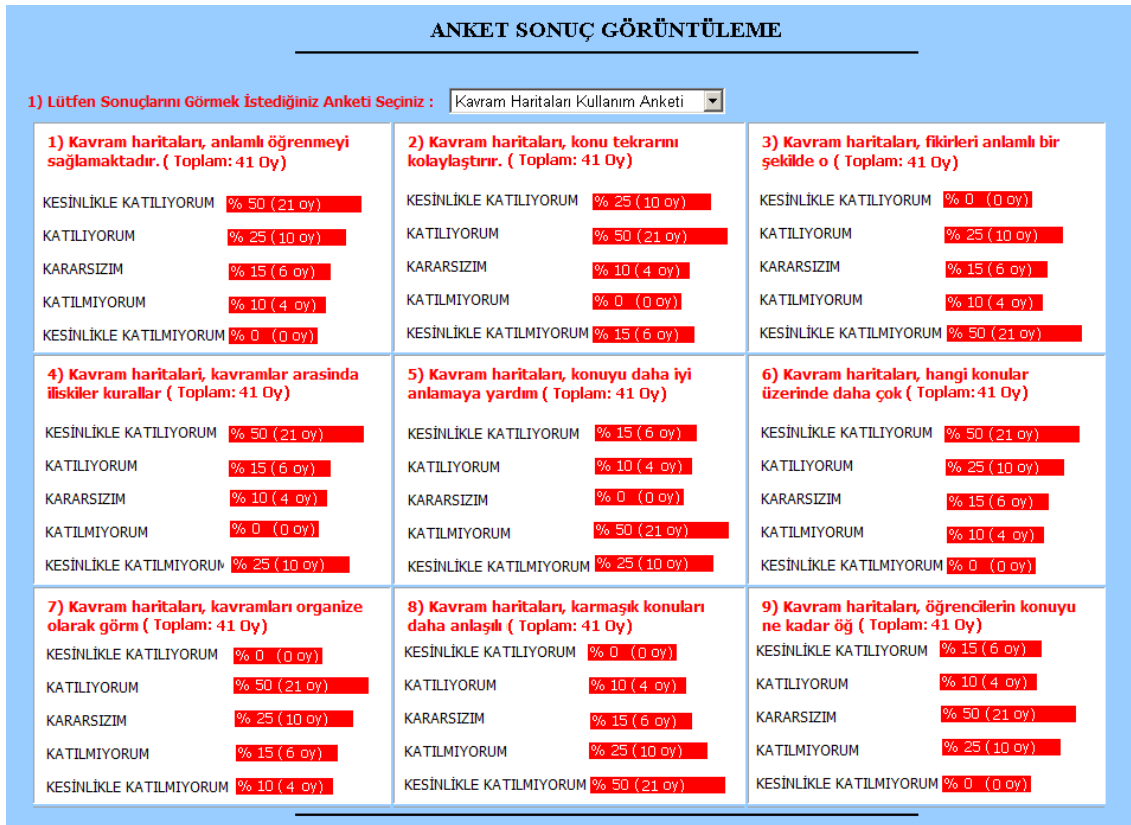 ANKET SONUÇ GÖRÜNTÜLEME
1) Lütfen Sonuçlarını Görmek İstediğiniz Anketi Seçiniz : Kavram Haritaları Kullanım Anketi
1) Kavram haritaları, anlamlı öğrenmeyi
sağlamaktadır. ( Toplam: 41 Oy)
KESİNLİKLE KATILIYORUM % 50 (21 oy)
KATILIYORUM % 25 (10 oy)
KARARSIZIM % 15 (6 oy)
KATILMIYORUM % 10 ( 4 oy)
KESİNLİKLE KATILMIYORUM % 0 (0 oy)
2) Kavram haritaları, konu tekrarını
kolaylaştırır. ( Toplam: 41 Oy)
KESİNLİKLE KATILIYORUM % 25 (10 oy)
KATILIYORUM % 50 (21 oy)
KARARSIZIM % 10 ( 4 oy)
KATILMIYORUM % 0 (0 oy)
KESİNLİKLE KATILMIYORUM % 15 (6 oy)
3) Kavram haritaları, fikirleri anlamlı bir
şekilde o ( Toplam: 41 Oy)
KESİNLİKLE KATILIYORUM % 0 (0 oy)
KATILIYORUM % 25 (10 oy)
KARARSIZIM % 15 (6 oy)
KATILMIYORUM % 10 ( 4 oy)
KESİNLİKLE KATILMIYORUM % 50 (21 oy)
4) Kavram haritalari, kavramlar arasinda
iliskiler kurallar ( Toplam: 41 Oy)
KESİNLİKLE KATILIYORUM % 50 (21 oy)
KATILIYORUM % 15 (6 oy)
KARARSIZIM % 10 ( 4 oy)
KATILMIYORUM % 0 (0 oy)
KESİNLİKLE KATILMIYORUM % 25 (10 oy)
5) Kavram haritaları, konuyu daha iyi
anlamaya yardım ( Toplam: 41 Oy)
KESİNLİKLE KATILIYORUM % 15 (6 oy)
KATILIYORUM % 10 ( 4 oy)
KARARSIZIM % 0 (0 oy)
KATILMIYORUM % 50 (21 oy)
KESİNLİKLE KATILMIYORUM % 25 (10 oy)
6) Kavram haritaları, hangi konular
üzerinde daha çok ( Toplam: 41 Oy)
KESİNLİKLE KATILIYORUM % 50 (21 oy)
KATILIYORUM % 25 (10 oy)
KARARSIZIM % 15 (6 oy)
KATILMIYORUM % 10 ( 4 oy)
KESİNLİKLE KATILMIYORUM % 0 (0 oy)
7) Kavram haritaları, kavramları organize
olarak görm ( Toplam: 41 Oy)
KESİNLİKLE KATILIYORUM % 0 (0 oy)
KATILIYORUM % 50 (21 oy)
KARARSIZIM % 25 (10 oy)
KATILMIYORUM % 15 (6 oy)
KESİNLİKLE KATILMIYORUM % 10 ( 4 oy)
8) Kavram haritaları, karmaşık konuları
daha anlaşılı ( Toplam: 41 Oy)
KESİNLİKLE KATILIYORUM % 0 (0 oy)
KATILIYORUM % 10 ( 4 oy)
KARARSIZIM % 15 (6 oy)
KATILMIYORUM % 25 (10 oy)
KESİNLİKLE KATILMIYORUM % 50 (21 oy)
9) Kavram haritaları, öğrencilerin konuyu
ne kadar öğ ( Toplam: 41 Oy)
KESİNLİKLE KATILIYORUM % 15 (6 oy)
KATILIYORUM % 10 ( 4 oy)
KARARSIZIM % 50 (21 oy)
KATILMIYORUM % 25 (10 oy)
KESİNLİKLE KATILMIYORUM % 0 (0 oy)